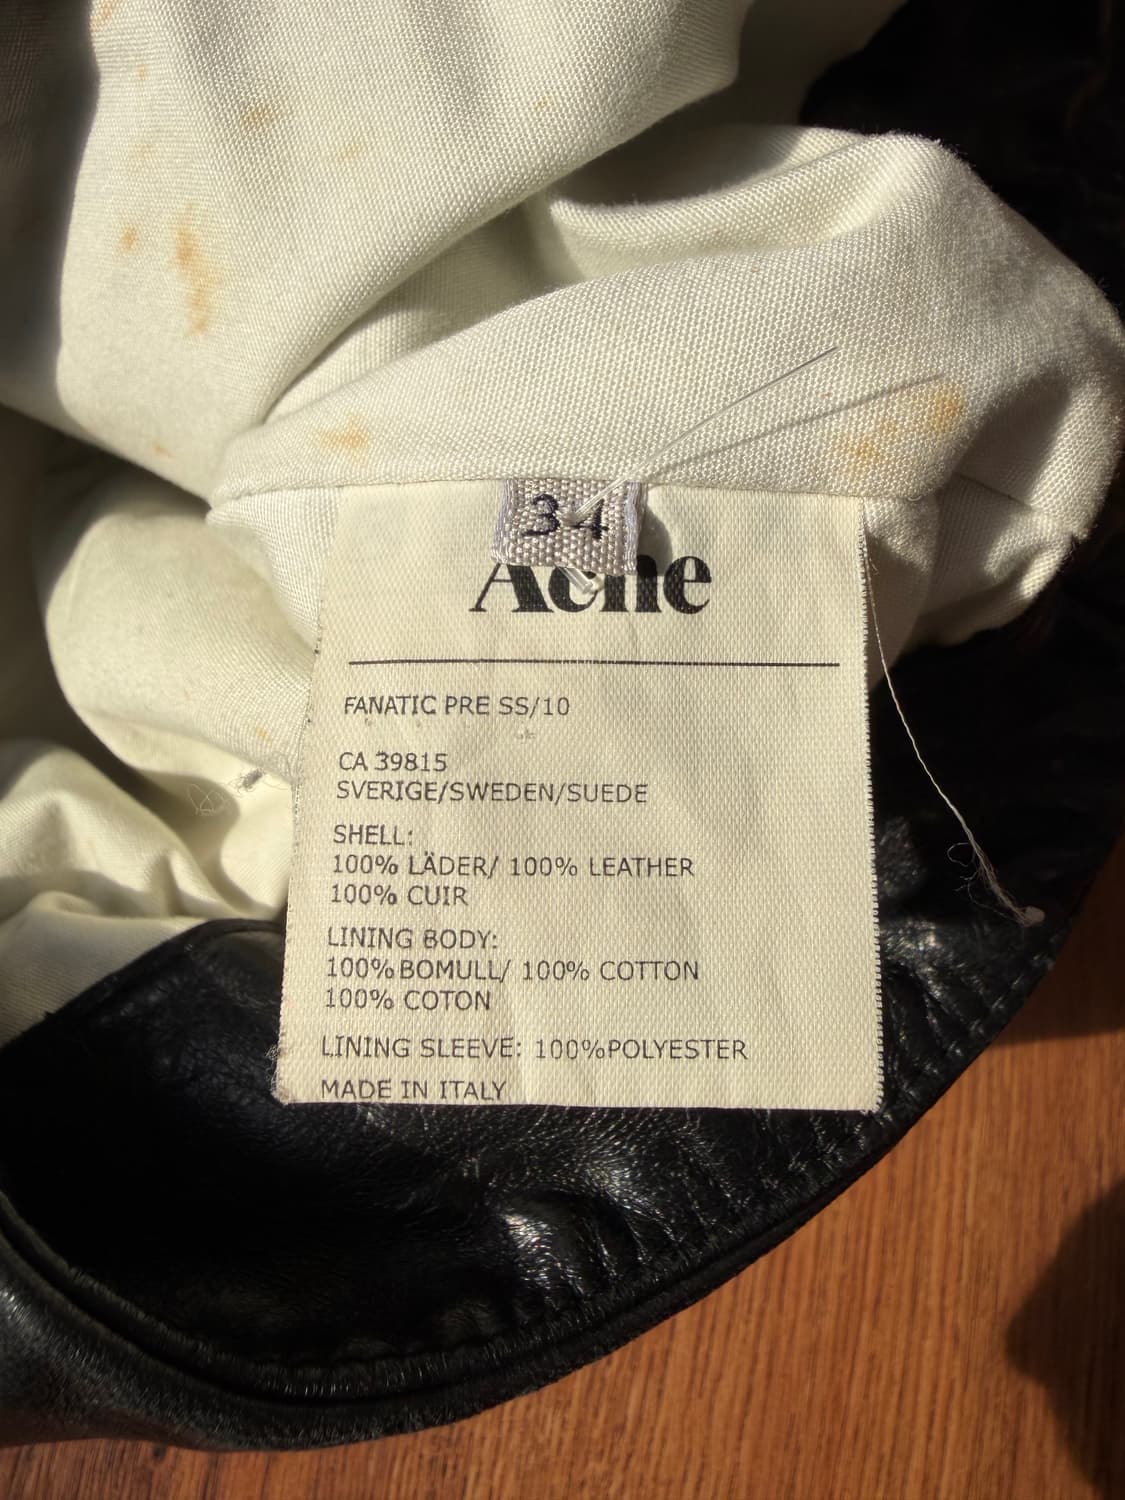 34
Acne
FANATIC PRE SS/10
CA 39815
SVERIGE/SWEDEN/SUEDE
SHELL:
100% LÄDER/ 100% LEATHER
100% CUIR
LINING BODY:
100% BOMULL/ 100% COTTON
100% COTON
LINING SLEEVE: 100%POLYESTER
MADE IN ITALY